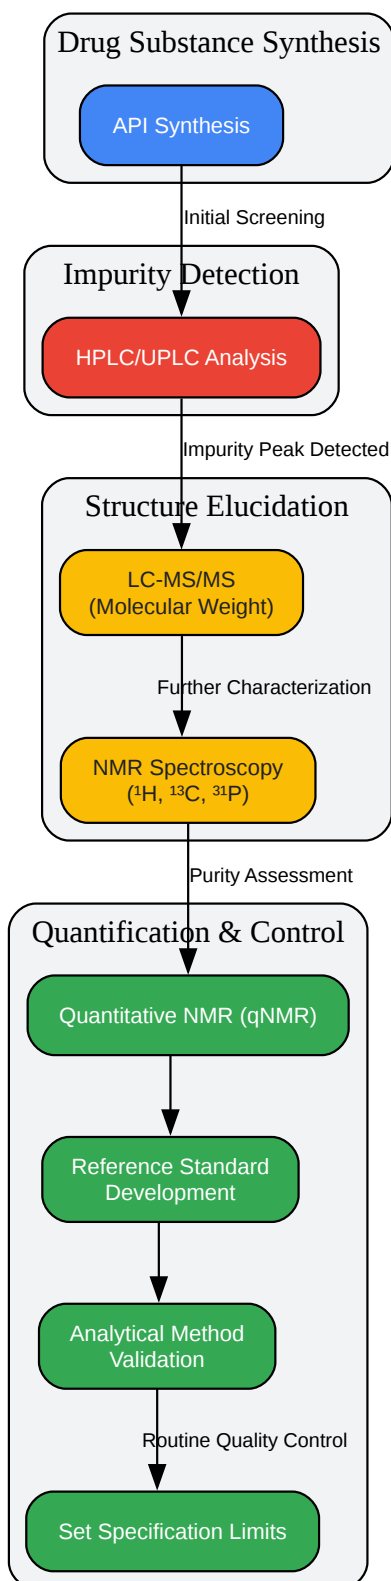 Drug Substance Synthesis
API Synthesis
Initial Screening
Impurity Detection
HPLC/UPLC Analysis
Impurity Peak Detected
Structure Elucidation
LC-MS/MS
(Molecular Weight)
Further Characterization
NMR Spectroscopy
(¹H, ¹³C, ³¹P)
Purity Assessment
Quantification & Control
Quantitative NMR (qNMR)
Reference Standard
Development
Analytical Method
Validation
Routine Quality Control
Set Specification Limits